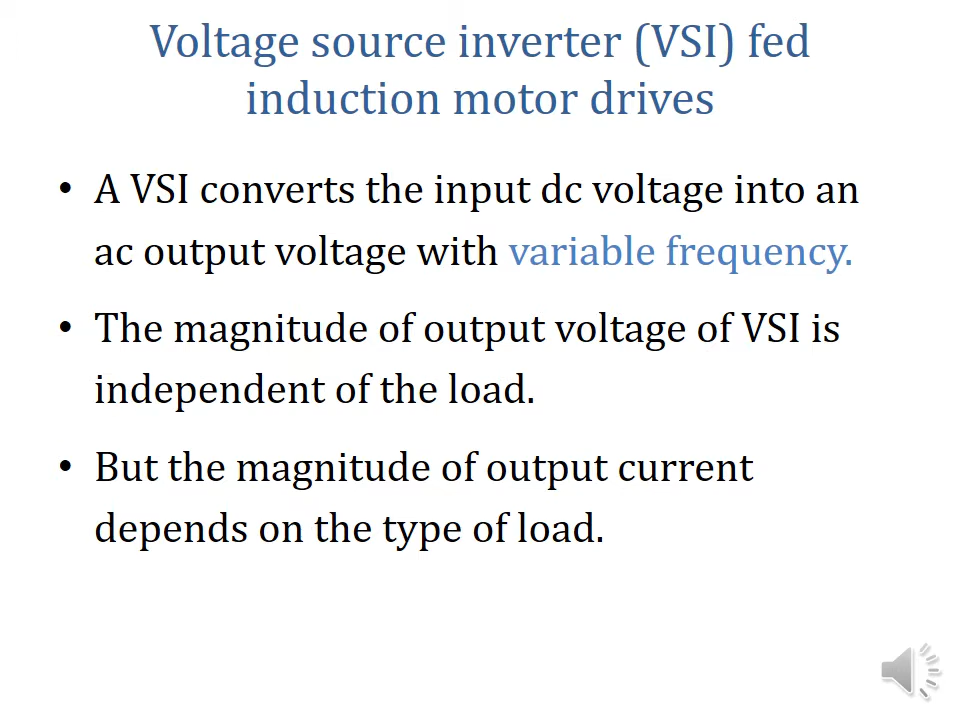 Voltage source inverter (VSI) fed
induction motor drives
• A VSI converts the input dc voltage into an
ac output voltage with variable frequency.
• The magnitude of output voltage of VSI is
independent of the load.
• But the magnitude of output current
depends on the type of load.